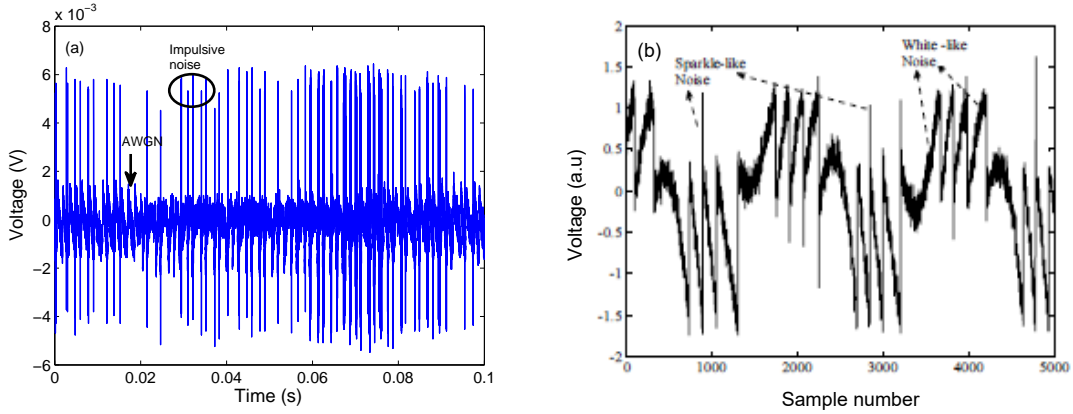 8 × 10⁻³
(a)
Impulsive
noise
AWGN
6
4
2
0
−2
−4
−6
Voltage (V)
0 0.02 0.04 0.06 0.08 0.1
Time (s)
(b)
Sparkle-like
Noise
White -like
Noise
2
1.5
1
0.5
0
-0.5
-1
-1.5
-2
Voltage (a.u)
0 1000 2000 3000 4000 5000
Sample number